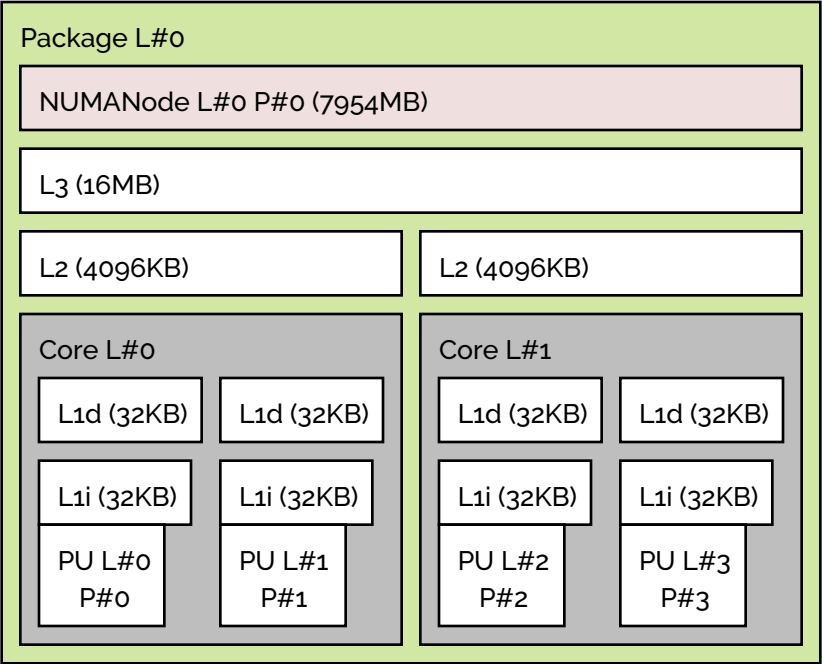 Package L#0
NUMANode L#0 P#0 (7954MB)
L3 (16MB)
L2 (4096KB)
L2 (4096KB)
Core L#0
Core L#1
L1d (32KB)
L1d (32KB)
L1d (32KB)
L1d (32KB)
L1i (32KB)
L1i (32KB)
L1i (32KB)
L1i (32KB)
PU L#0
P#0
PU L#1
P#1
PU L#2
P#2
PU L#3
P#3